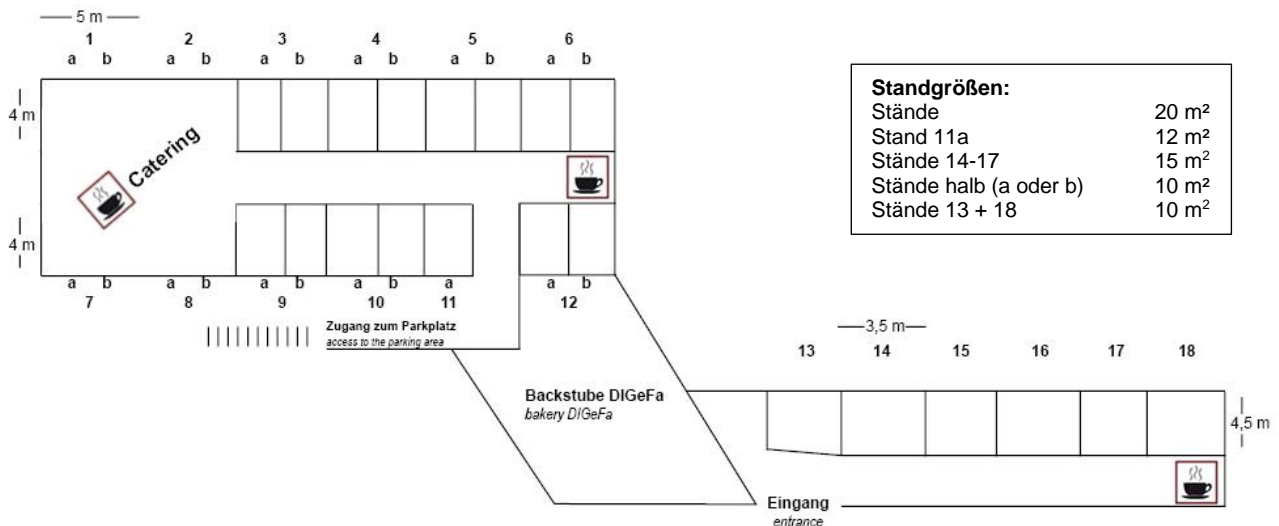 5 m
1 2 3 4 5 6
a b a b a b a b a b a b
4 m
Catering
4 m
a b a b a b a b a a b
7 8 9 10 11 12
Zugang zum Parkplatz
access to the parking area
Standgrößen:
Stände 20 m²
Stand 11a 12 m²
Stände 14-17 15 m²
Stände halb (a oder b) 10 m²
Stände 13 + 18 10 m²
3,5 m
13 14 15 16 17 18
Backstube DIGeFa
bakery DIGeFa
4,5 m
Eingang
entrance